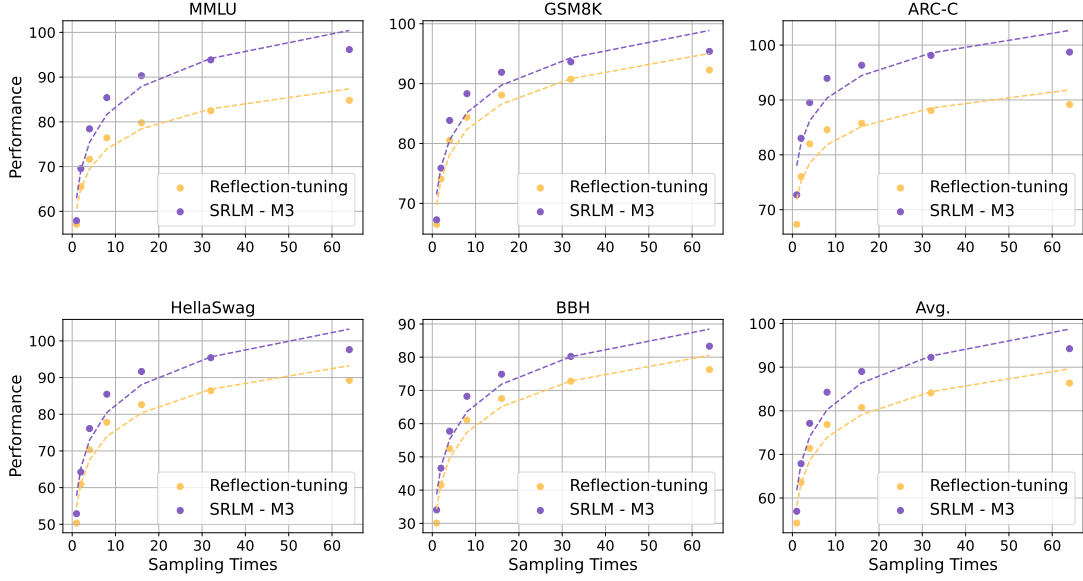 MMLU
GSM8K
ARC-C
Performance
100
90
80
70
60
0 10 20 30 40 50 60
Reflection-tuning
SRLM - M3
100
90
80
70
0 10 20 30 40 50 60
Reflection-tuning
SRLM - M3
100
90
80
70
0 10 20 30 40 50 60
Reflection-tuning
SRLM - M3
HellaSwag
BBH
Avg.
Performance
100
90
80
70
60
50
0 10 20 30 40 50 60
Reflection-tuning
SRLM - M3
Sampling Times
90
80
70
60
50
40
30
0 10 20 30 40 50 60
Reflection-tuning
SRLM - M3
Sampling Times
100
90
80
70
60
0 10 20 30 40 50 60
Reflection-tuning
SRLM - M3
Sampling Times